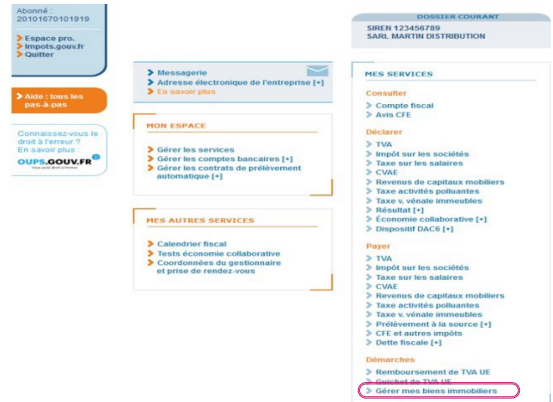 Abonné :
20101670101919
Espace pro.
Impots.gouv.fr
Quitter
Aide : tous les
pas-à-pas
Connaissez-vous le
droit à l'erreur ?
En savoir plus :
OUPS.GOUV.FR
Vous avez droit à l'erreur
Messagerie
Adresse électronique de l'entreprise [+]
En savoir plus
MON ESPACE
Gérer les services
Gérer les comptes bancaires [+]
Gérer les contrats de prélèvement
automatique [+]
MES AUTRES SERVICES
Calendrier fiscal
Tests économie collaborative
Coordonnées du gestionnaire
et prise de rendez-vous
DOSSIER COURANT
SIREN 123456789
SARL MARTIN DISTRIBUTION
MES SERVICES
Consulter
Compte fiscal
Avis CFE
Déclarer
TVA
Impôt sur les sociétés
Taxe sur les salaires
CVAE
Revenus de capitaux mobiliers
Taxe activités polluantes
Taxe v. vénale immeubles
Résultat [+]
Économie collaborative [+]
Dispositif DAC6 [+]
Payer
TVA
Impôt sur les sociétés
Taxe sur les salaires
CVAE
Revenus de capitaux mobiliers
Taxe activités polluantes
Taxe v. vénale immeubles
Prélèvement à la source [+]
CFE et autres impôts
Dette fiscale [+]
Démarches
Remboursement de TVA UE
Guichet de TVA UE
Gérer mes biens immobiliers